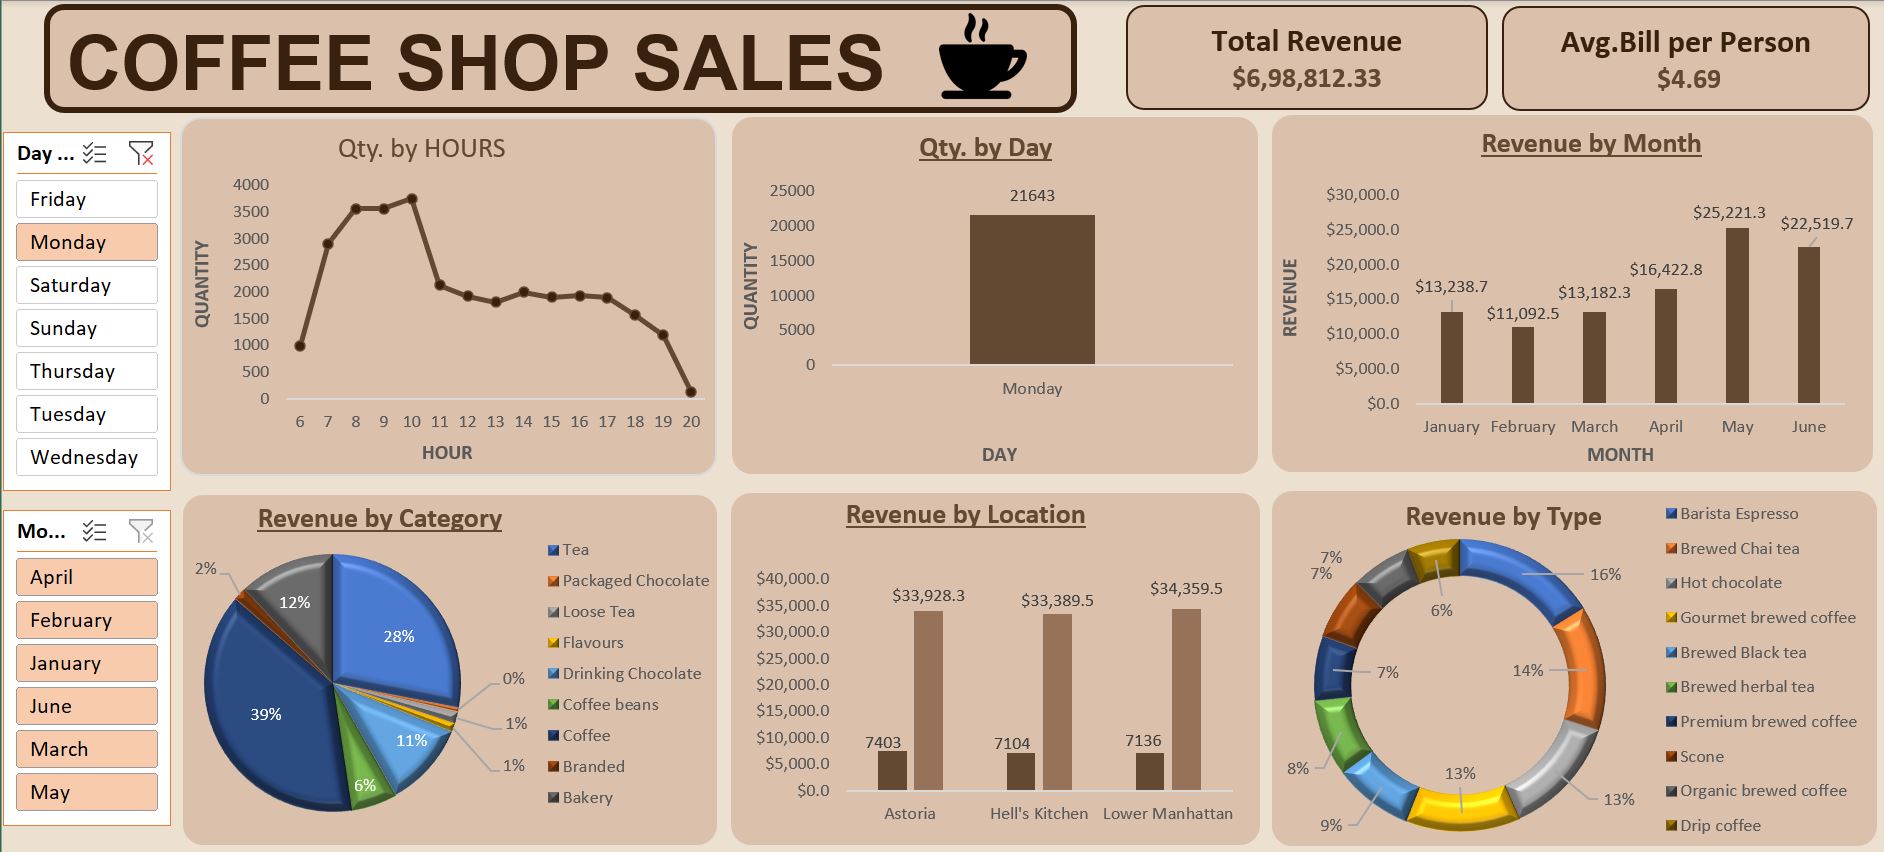 COFFEE SHOP SALES
Total Revenue
$6,98,812.33
Avg.Bill per Person
$4.69
Day ...
Friday
Monday
Saturday
Sunday
Thursday
Tuesday
Wednesday
Mo...
April
February
January
June
March
May
Qty. by HOURS
QUANTITY
4000
3500
3000
2500
2000
1500
1000
500
0
6 7 8 9 10 11 12 13 14 15 16 17 18 19 20
HOUR
Qty. by Day
QUANTITY
25000
20000
15000
10000
5000
0
21643
Monday
DAY
Revenue by Month
REVENUE
$30,000.0
$25,000.0
$20,000.0
$15,000.0
$10,000.0
$5,000.0
$0.0
$13,238.7
$11,092.5
$13,182.3
$16,422.8
$25,221.3
$22,519.7
January February March April May June
MONTH
Revenue by Category
2%
12%
28%
0%
1%
1%
11%
6%
39%
Tea
Packaged Chocolate
Loose Tea
Flavours
Drinking Chocolate
Coffee beans
Coffee
Branded
Bakery
Revenue by Location
$40,000.0
$35,000.0
$30,000.0
$25,000.0
$20,000.0
$15,000.0
$10,000.0
$5,000.0
$0.0
7403
$33,928.3
7104
$33,389.5
7136
$34,359.5
Astoria Hell's Kitchen Lower Manhattan
Revenue by Type
7%
7%
6%
16%
14%
7%
13%
13%
8%
9%
Barista Espresso
Brewed Chai tea
Hot chocolate
Gourmet brewed coffee
Brewed Black tea
Brewed herbal tea
Premium brewed coffee
Scone
Organic brewed coffee
Drip coffee